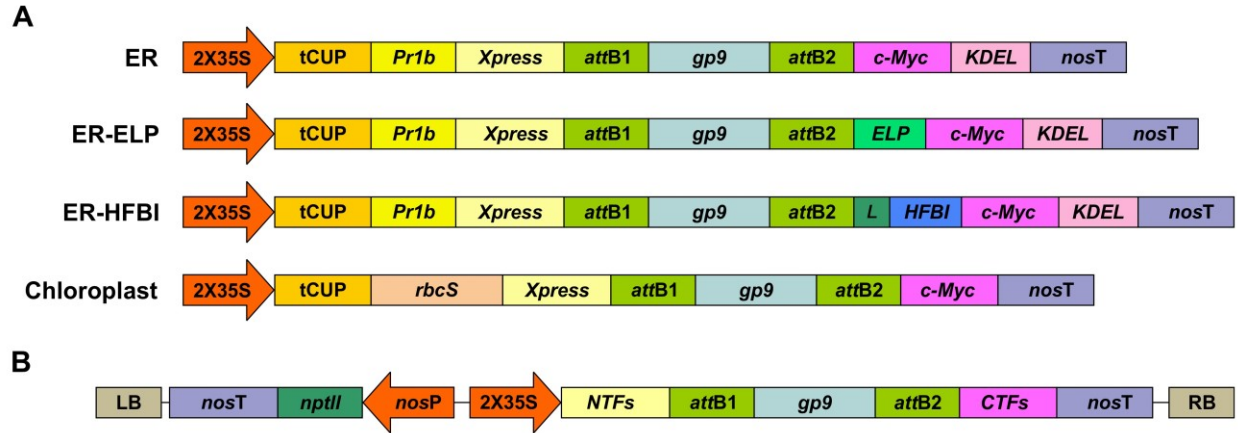 A
ER 2X35S tCUP Pr1b Xpress attB1 gp9 attB2 c-Myc KDEL nosT
ER-ELP 2X35S tCUP Pr1b Xpress attB1 gp9 attB2 ELP c-Myc KDEL nosT
ER-HFBI 2X35S tCUP Pr1b Xpress attB1 gp9 attB2 L HFBI c-Myc KDEL nosT
Chloroplast 2X35S tCUP rbcS Xpress attB1 gp9 attB2 c-Myc nosT
B
LB nosT nptII nosP 2X35S NTFs attB1 gp9 attB2 CTFs nosT RB